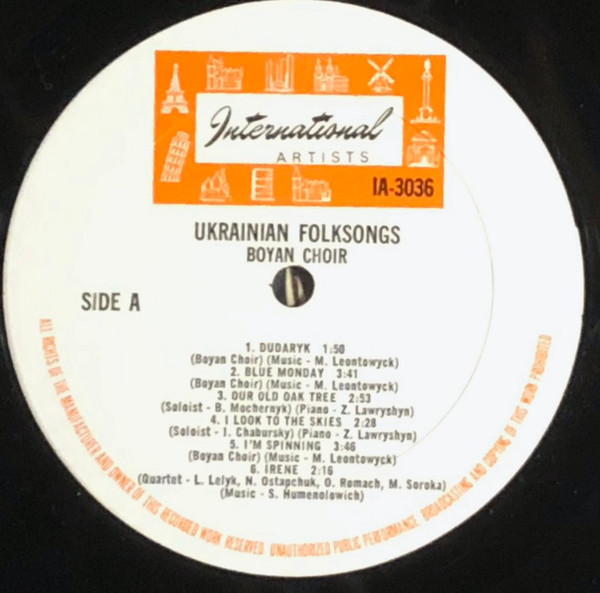 International
ARTISTS
IA-3036
UKRAINIAN FOLKSONGS
BOYAN CHOIR
SIDE A
1. DUDARYK 1:50
(Boyan Choir) (Music - M. Leontowyck)
2. BLUE MONDAY 3:41
(Boyan Choir) (Music - M. Leontowyck)
3. OUR OLD OAK TREE 2:53
(Soloist - B. Mochernyk) (Piano - Z. Lawryshyn)
4. I LOOK TO THE SKIES 2:28
(Soloist - I. Chabursky) (Piano - Z. Lawryshyn)
5. I'M SPINNING 3:46
(Boyan Choir) (Music - M. Leontowyck)
6. IRENE 2:16
(Quartet - L. Lelyk, N. Ostapchuk, O. Romach, M. Soroka)
(Music - S. Humenolowich)
ALL RIGHTS OF THE MANUFACTURER AND OWNER OF THIS RECORDED WORK RESERVED. UNAUTHORIZED PUBLIC PERFORMANCE, BROADCASTING AND COPYING OF THIS WORK PROHIBITED